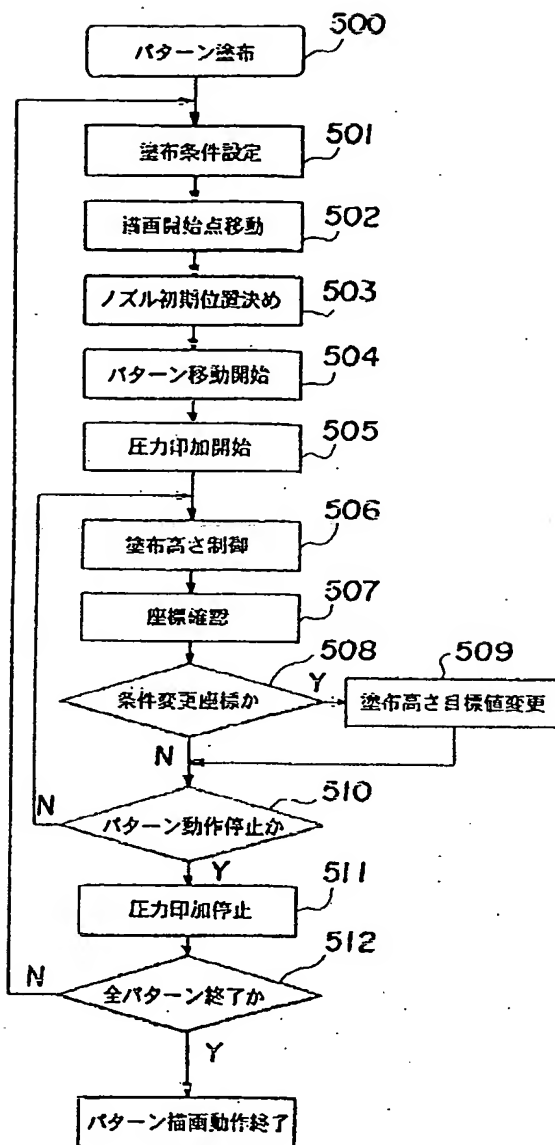 パターン塗布
500
塗布条件設定
501
描画開始点移動
502
ノズル初期位置決め
503
パターン移動開始
504
圧力印加開始
505
塗布高さ制御
506
座標確認
507
条件変更座標か
508
Y
塗布高さ目標値変更
509
N
パターン動作停止か
510
N
Y
圧力印加停止
511
全パターン終了か
512
N
Y
パターン描画動作終了